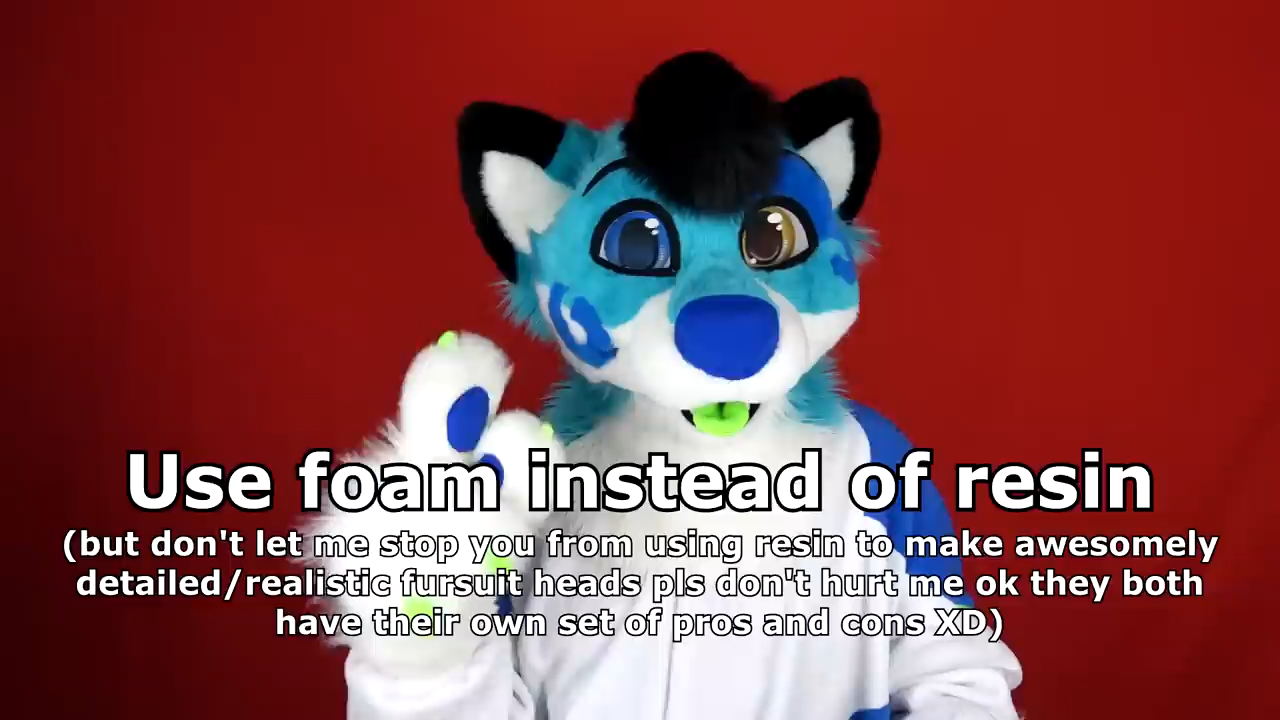 Use foam instead of resin
(but don't let me stop you from using resin to make awesomely
detailed/realistic fursuit heads pls don't hurt me ok they both
have their own set of pros and cons XD)